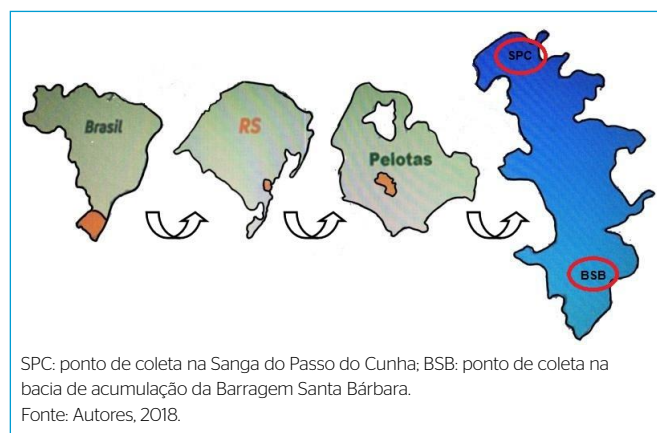 SPC
Brasil
RS
Pelotas
BSB
SPC: ponto de coleta na Sanga do Passo do Cunha; BSB: ponto de coleta na
bacia de acumulação da Barragem Santa Bárbara.
Fonte: Autores, 2018.